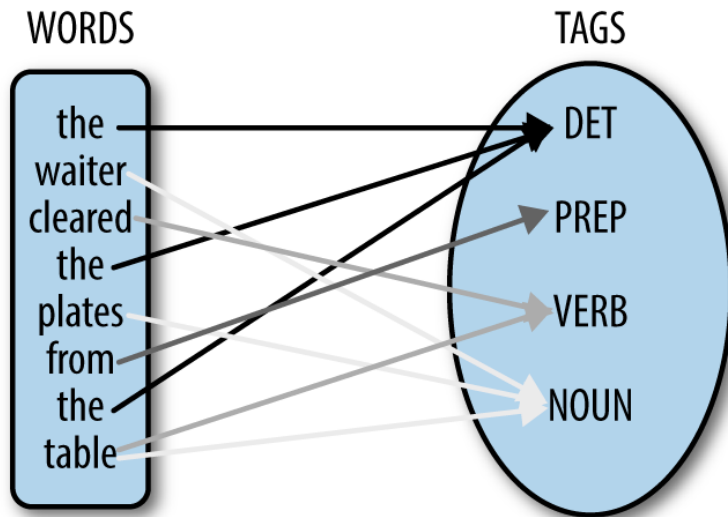 WORDS
the
waiter
cleared
the
plates
from
the
table
TAGS
DET
PREP
VERB
NOUN